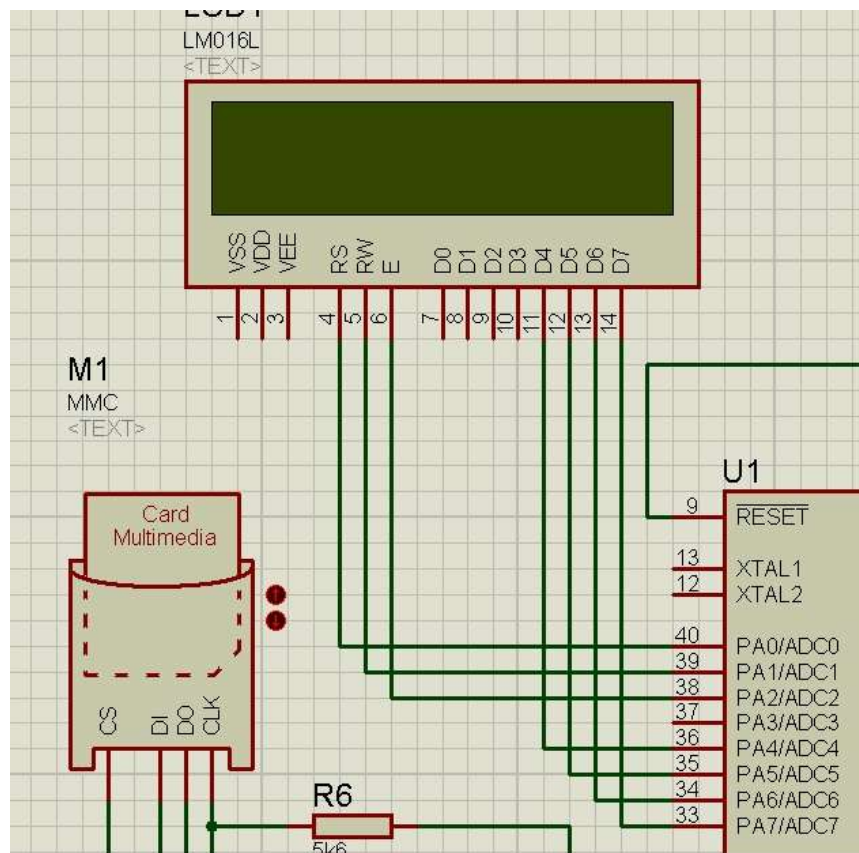 LCD1
LM016L
<TEXT>
VSS
VDD
VEE
RS
RW
E
D0
D1
D2
D3
D4
D5
D6
D7
1
2
3
4
5
6
7
8
9
10
11
12
13
14
M1
MMC
<TEXT>
Card
Multimedia
CS
DI
DO
CLK
R6
5k6
U1
9 RESET
13 XTAL1
12 XTAL2
40 PA0/ADC0
39 PA1/ADC1
38 PA2/ADC2
37 PA3/ADC3
36 PA4/ADC4
35 PA5/ADC5
34 PA6/ADC6
33 PA7/ADC7